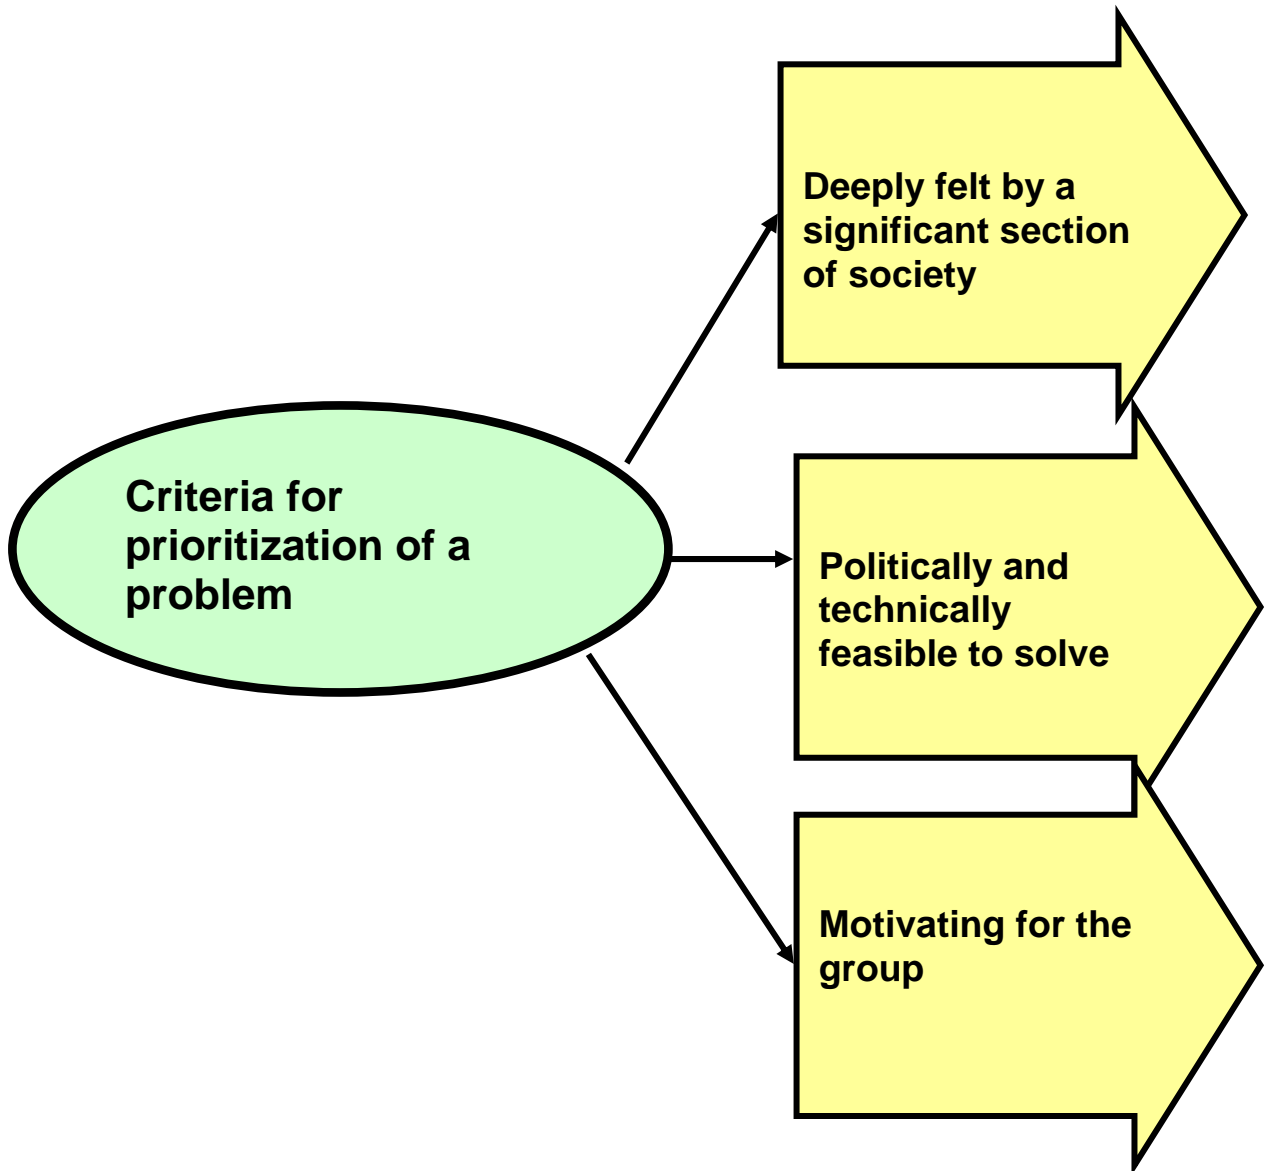 Deeply felt by a
significant section
of society
Criteria for
prioritization of a
problem
Politically and
technically
feasible to solve
Motivating for the
group